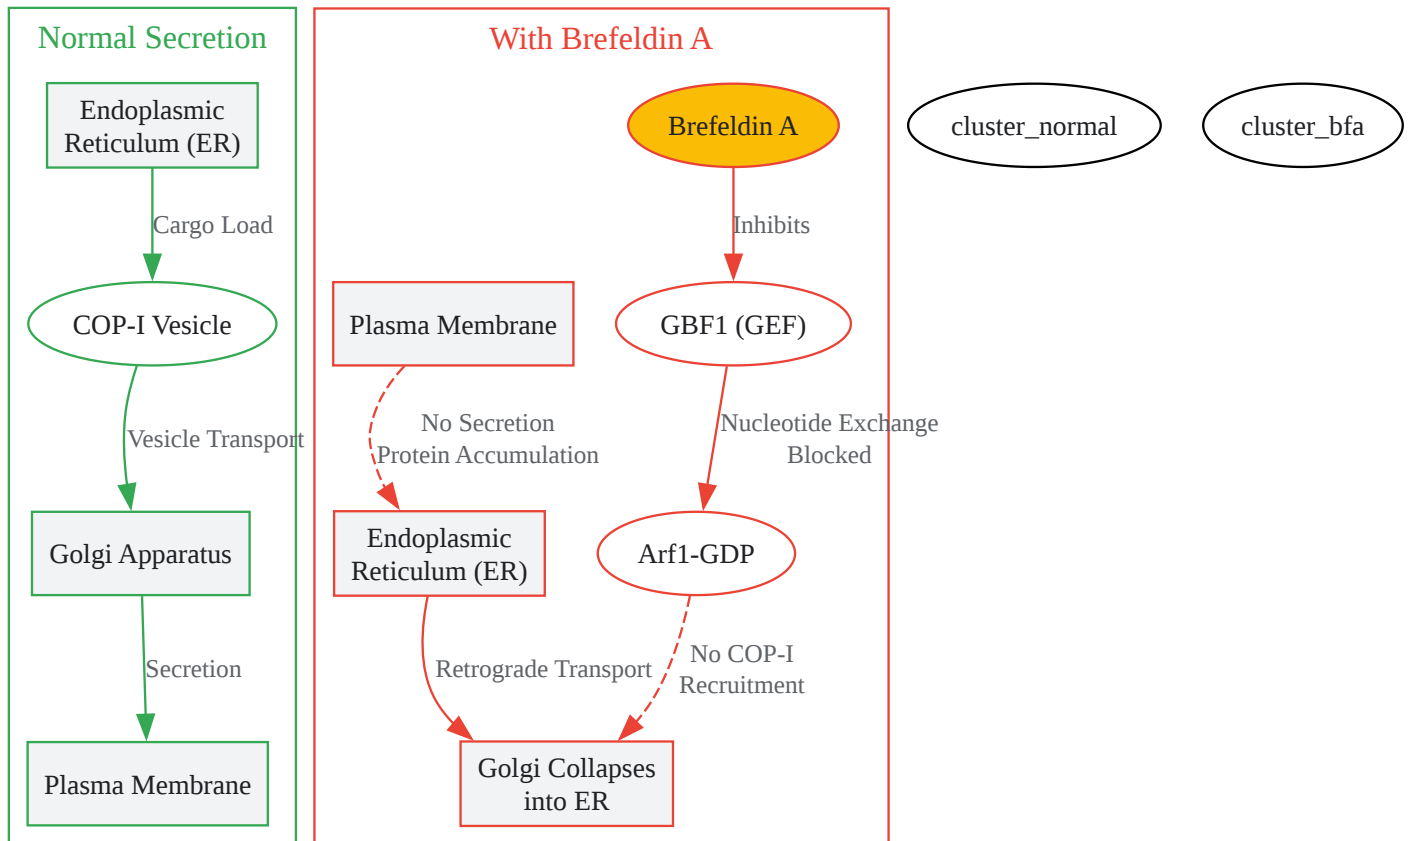 Normal Secretion
Endoplasmic
Reticulum (ER)
Cargo Load
COP-I Vesicle
Vesicle Transport
Golgi Apparatus
Secretion
Plasma Membrane
With Brefeldin A
Brefeldin A
Inhibits
Plasma Membrane
GBF1 (GEF)
No Secretion
Protein Accumulation
Nucleotide Exchange
Blocked
Endoplasmic
Reticulum (ER)
Arf1-GDP
Retrograde Transport
No COP-I
Recruitment
Golgi Collapses
into ER
cluster_normal
cluster_bfa